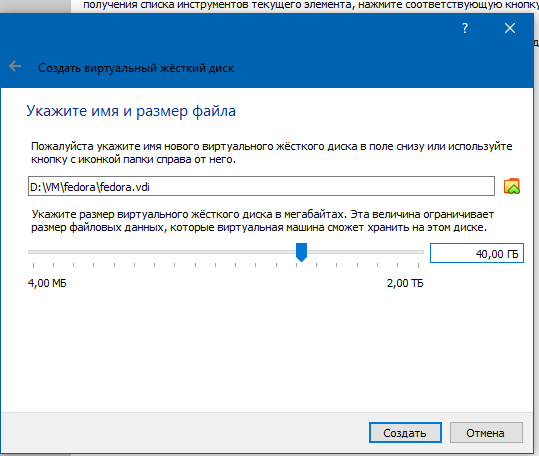 получения списка инструментов текущего элемента, нажмите соответствующую кнопку
?
Создать виртуальный жёсткий диск
Укажите имя и размер файла
Пожалуйста укажите имя нового виртуального жёсткого диска в поле снизу или используйте
кнопку с иконкой папки справа от него.
D:\VM\fedora\fedora.vdi
Укажите размер виртуального жёсткого диска в мегабайтах. Эта величина ограничивает
размер файловых данных, которые виртуальная машина сможет хранить на этом диске.
40,00 ГБ
4,00 МБ
2,00 ТБ
Создать
Отмена